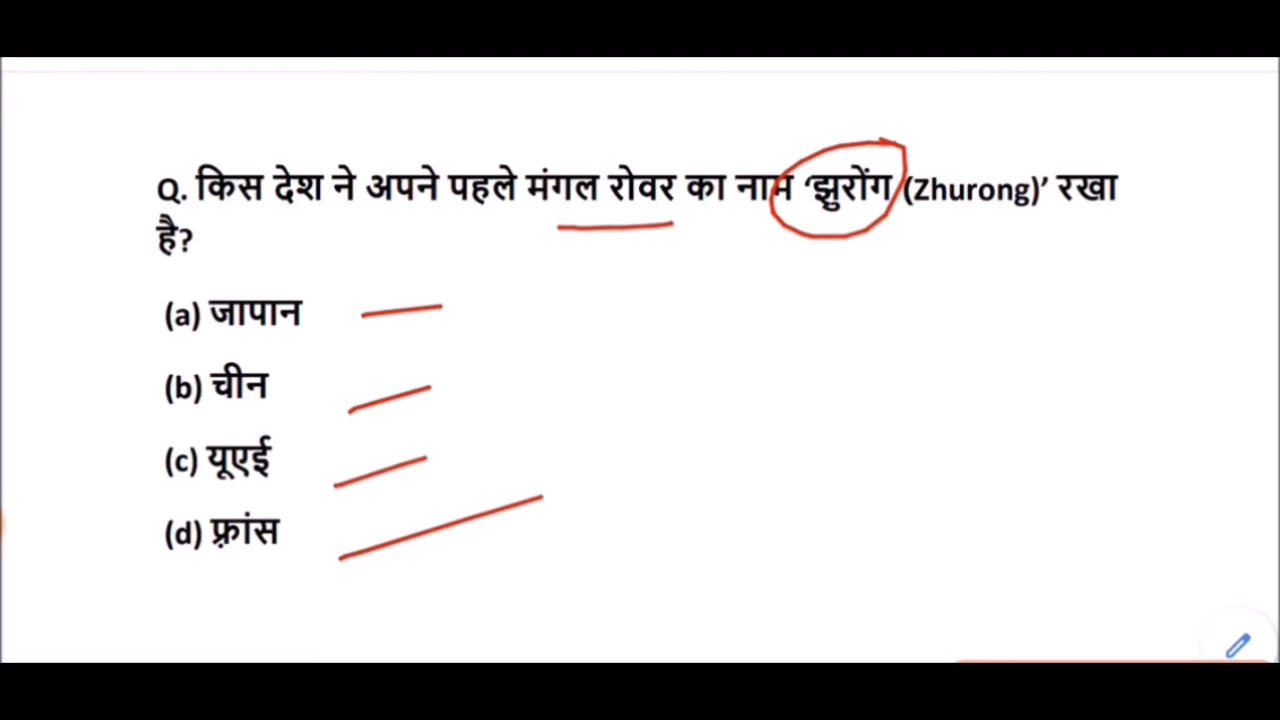 Q. किस देश ने अपने पहले मंगल रोवर का नाम ‘झुरोंग (Zhurong)’ रखा
है?
(a) जापान
(b) चीन
(c) यूएई
(d) फ़्रांस